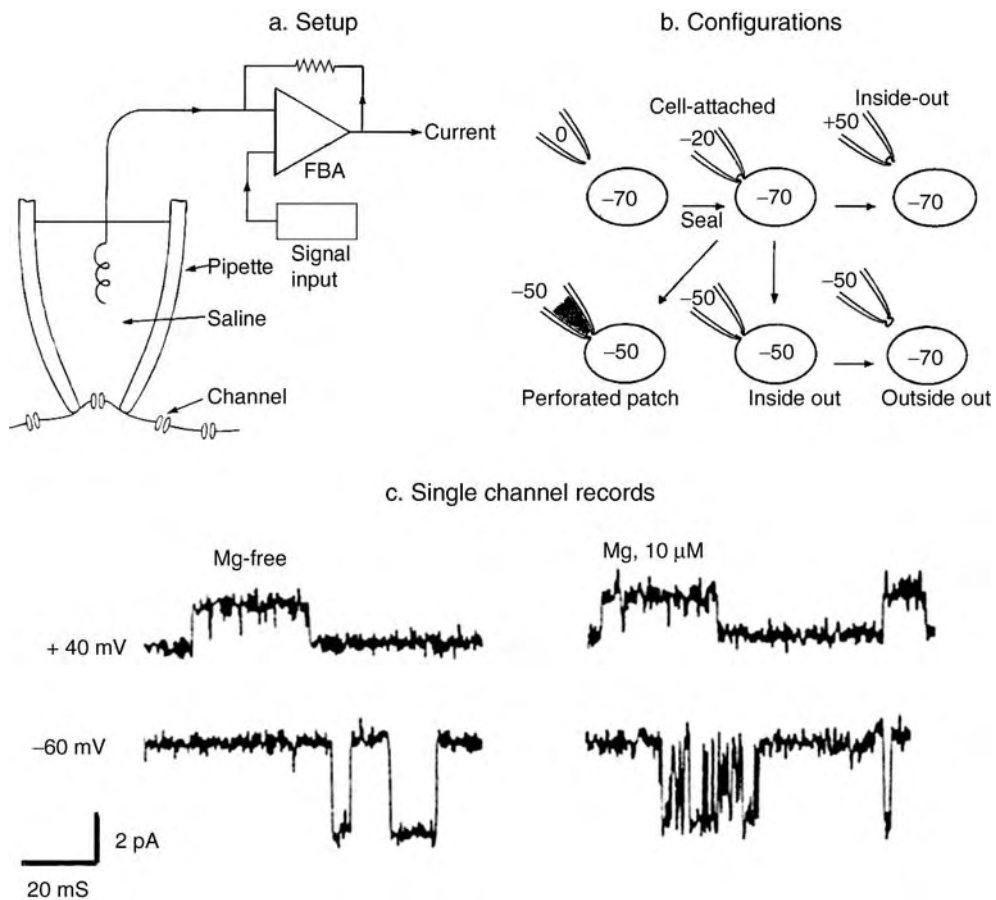 a. Setup
FBA
Current
Signal
input
Pipette
Saline
Channel
b. Configurations
Cell-attached
Inside-out
0
−20
+50
−70
−70
−70
Seal
−50
−50
−50
−50
−50
−70
Perforated patch
Inside out
Outside out
c. Single channel records
Mg-free
Mg, 10 μM
+ 40 mV
−60 mV
2 pA
20 mS